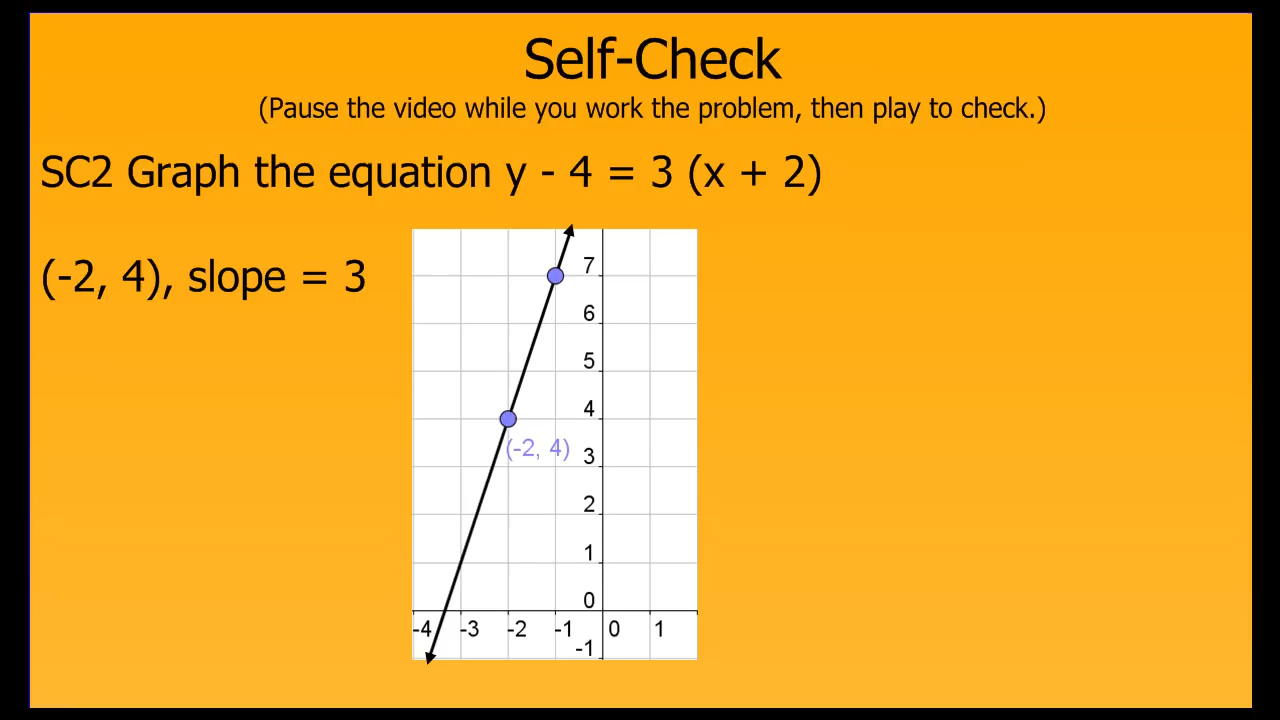 Self-Check
(Pause the video while you work the problem, then play to check.)
SC2 Graph the equation y - 4 = 3 (x + 2)
(-2, 4), slope = 3
7
6
5
4
(-2, 4)
3
2
1
0
-4 -3 -2 -1 0 1
-1